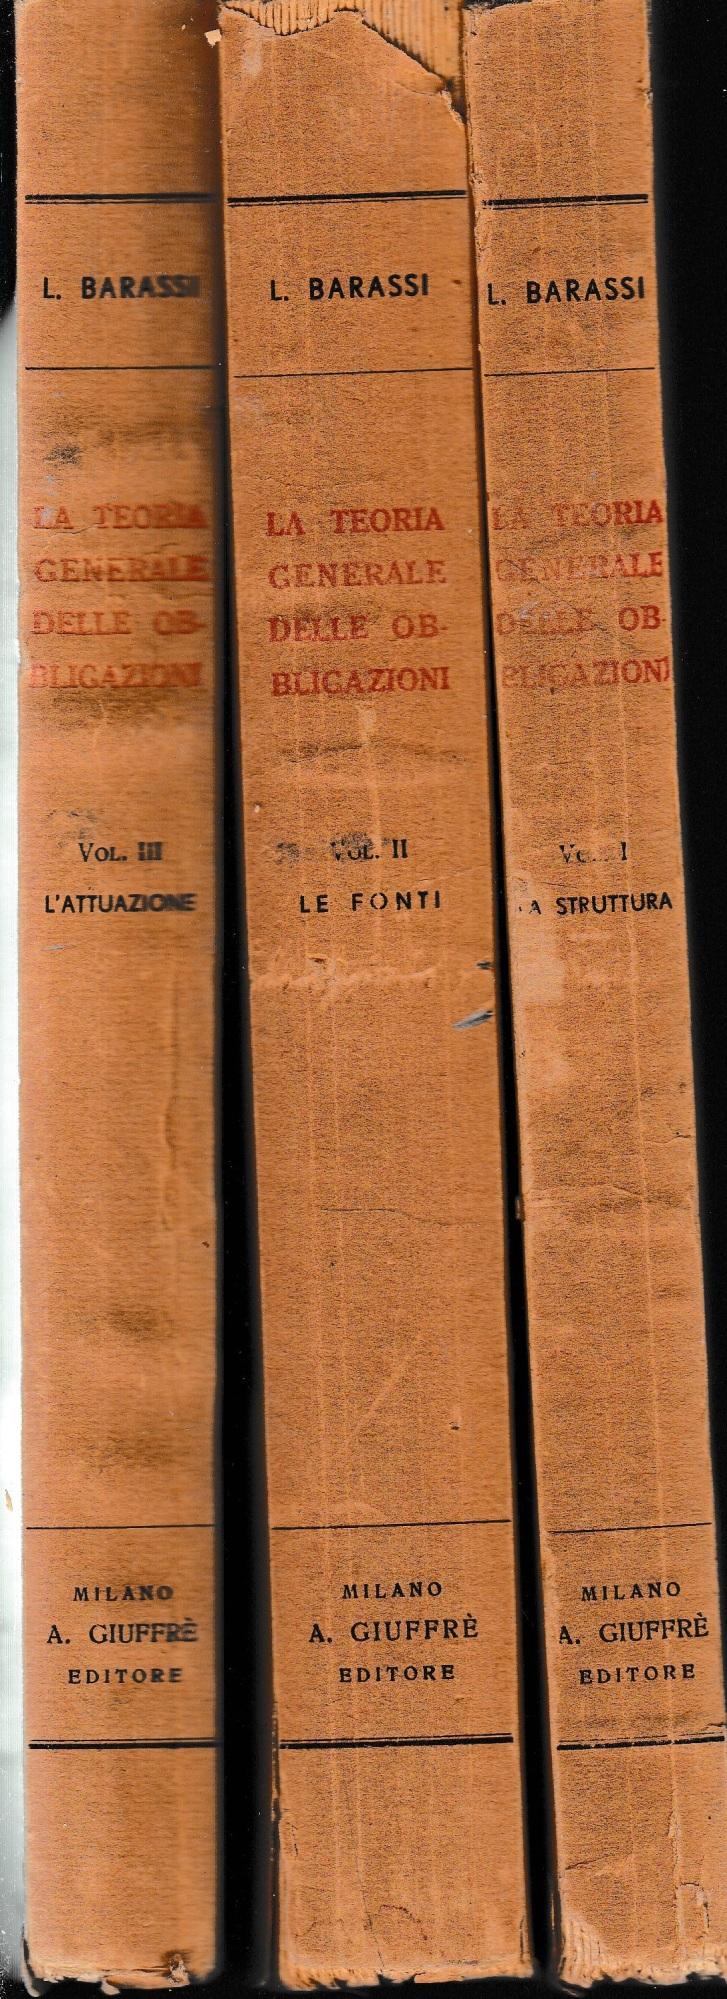 L. BARASSI
LA TEORIA
GENERALE
DELLE OB-
BLIGAZIONI
VOL. III
L'ATTUAZIONE
MILANO
A. GIUFFRÈ
EDITORE
L. BARASSI
LA TEORIA
GENERALE
DELLE OB-
BLIGAZIONI
VOL. II
LE FONTI
MILANO
A. GIUFFRÈ
EDITORE
L. BARASSI
LA TEORIA
GENERALE
DELLE OB-
BLIGAZIONI
I
A STRUTTURA
MILANO
A. GIUFFRÈ
EDITORE